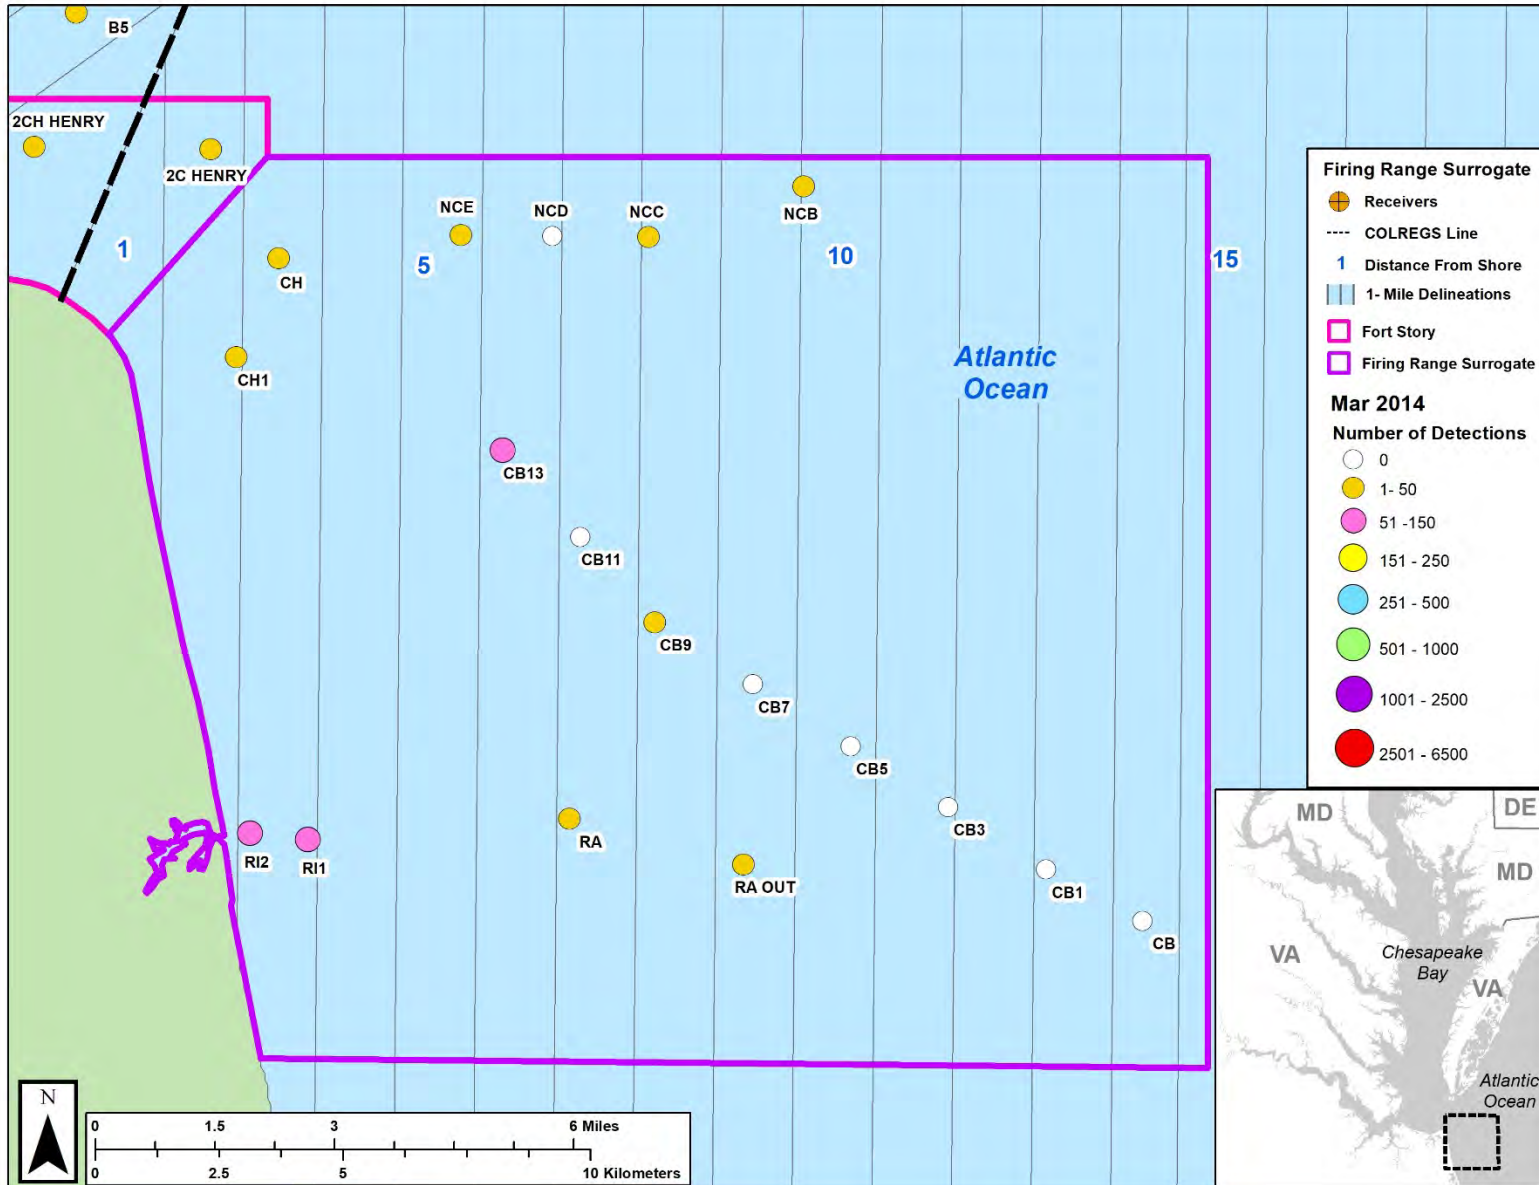 B5
2CH HENRY
2C HENRY
1
CH
CH1
5
NCE
NCD
NCC
NCB
10
15
Atlantic
Ocean
CB13
CB11
CB9
CB7
CB5
CB3
CB1
CB
RI2
RI1
RA
RA OUT
Firing Range Surrogate
Receivers
COLREGS Line
1 Distance From Shore
1- Mile Delineations
Fort Story
Firing Range Surrogate
Mar 2014
Number of Detections
0
1- 50
51 -150
151 - 250
251 - 500
501 - 1000
1001 - 2500
2501 - 6500
MD
DE
MD
VA
Chesapeake
Bay
VA
Atlantic
Ocean
N
0 1.5 3 6 Miles
0 2.5 5 10 Kilometers